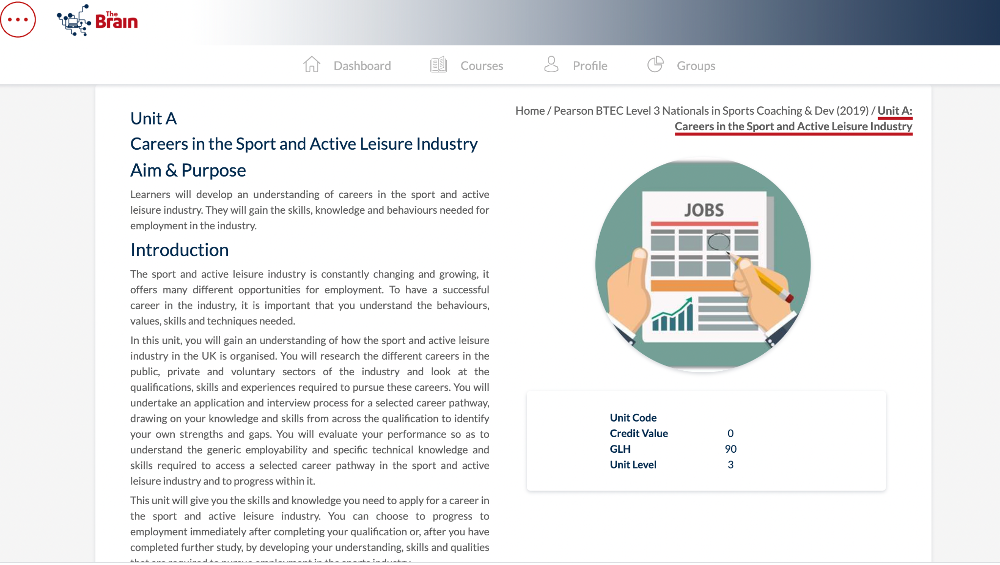 The
Brain
Dashboard
Courses
Profile
Groups
Home / Pearson BTEC Level 3 Nationals in Sports Coaching & Dev (2019) / Unit A:
Careers in the Sport and Active Leisure Industry
Unit A
Careers in the Sport and Active Leisure Industry
Aim & Purpose
Learners will develop an understanding of careers in the sport and active
leisure industry. They will gain the skills, knowledge and behaviours needed for
employment in the industry.
Introduction
The sport and active leisure industry is constantly changing and growing, it
offers many different opportunities for employment. To have a successful
career in the industry, it is important that you understand the behaviours,
values, skills and techniques needed.
In this unit, you will gain an understanding of how the sport and active leisure
industry in the UK is organised. You will research the different careers in the
public, private and voluntary sectors of the industry and look at the
qualifications, skills and experiences required to pursue these careers. You will
undertake an application and interview process for a selected career pathway,
drawing on your knowledge and skills from across the qualification to identify
your own strengths and gaps. You will evaluate your performance so as to
understand the generic employability and specific technical knowledge and
skills required to access a selected career pathway in the sport and active
leisure industry and to progress within it.
This unit will give you the skills and knowledge you need to apply for a career in
the sport and active leisure industry. You can choose to progress to
employment immediately after completing your qualification or, after you have
completed further study, by developing your understanding, skills and qualities
that are required to pursue employment in the sports industry.
JOBS
Unit Code
Credit Value 0
GLH 90
Unit Level 3